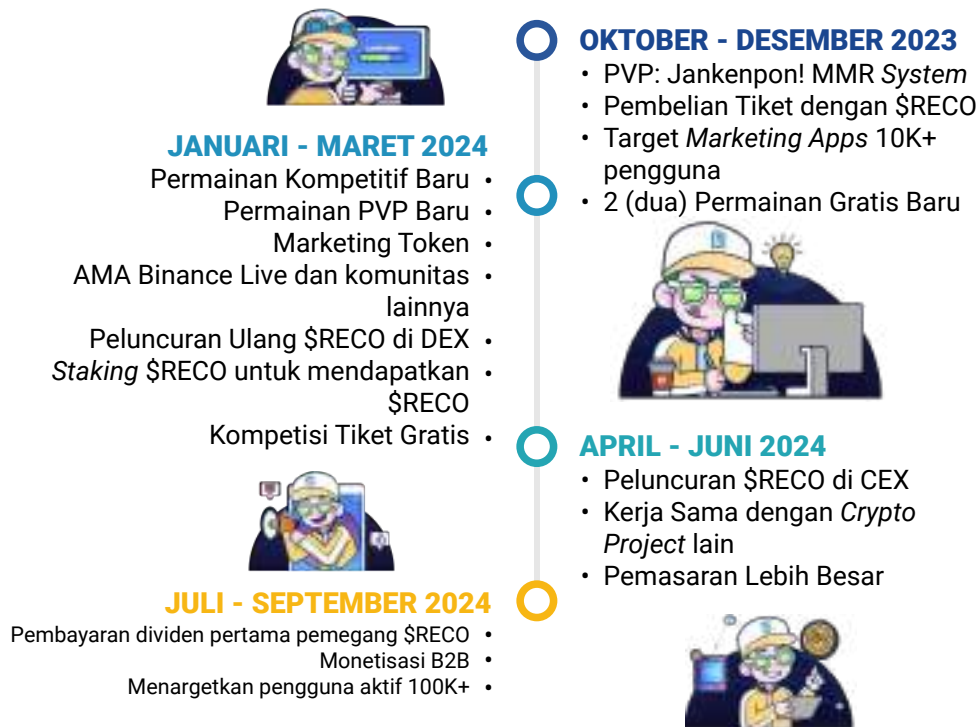 OKTOBER - DESEMBER 2023
• PVP: Jankenpon! MMR System
• Pembelian Tiket dengan $RECO
• Target Marketing Apps 10K+
pengguna
• 2 (dua) Permainan Gratis Baru
JANUARI - MARET 2024
Permainan Kompetitif Baru •
Permainan PVP Baru •
Marketing Token •
AMA Binance Live dan komunitas •
lainnya
Peluncuran Ulang $RECO di DEX •
Staking $RECO untuk mendapatkan •
$RECO
Kompetisi Tiket Gratis •
APRIL - JUNI 2024
• Peluncuran $RECO di CEX
• Kerja Sama dengan Crypto
Project lain
• Pemasaran Lebih Besar
JULI - SEPTEMBER 2024
Pembayaran dividen pertama pemegang $RECO •
Monetisasi B2B •
Menargetkan pengguna aktif 100K+ •